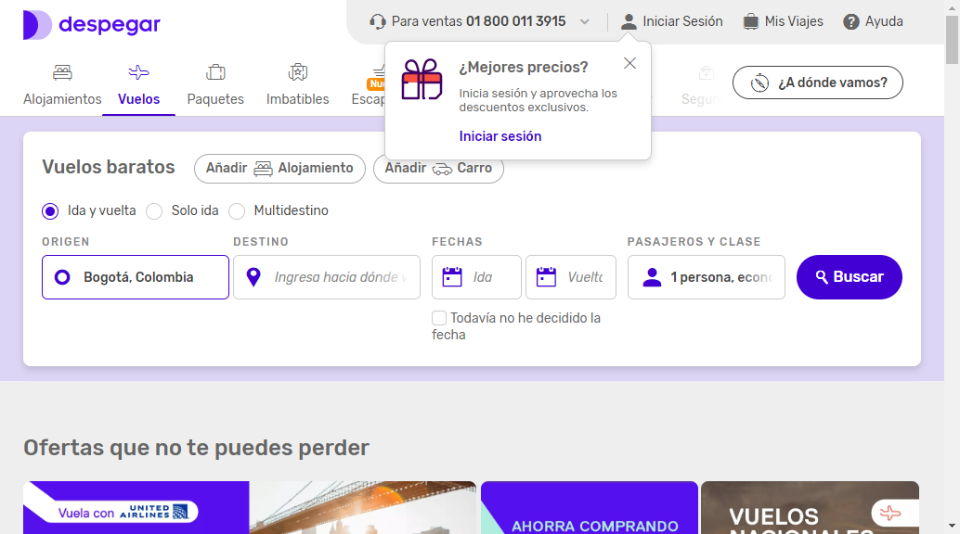 despegar
Para ventas 01 800 011 3915
Iniciar Sesión
Mis Viajes
Ayuda
Alojamientos
Vuelos
Paquetes
Imbatibles
¿A dónde vamos?
¿Mejores precios?
Inicia sesión y aprovecha los
descuentos exclusivos.
Iniciar sesión
Vuelos baratos
Añadir Alojamiento
Añadir Carro
Ida y vuelta
Solo ida
Multidestino
ORIGEN
DESTINO
FECHAS
PASAJEROS Y CLASE
Bogotá, Colombia
Ingresa hacia dónde
Ida
Vuelta
1 persona, econ
Buscar
Todavía no he decidido la
fecha
Ofertas que no te puedes perder
Vuela con UNITED AIRLINES
AHORRA COMPRANDO
VUELOS
NACIONALES